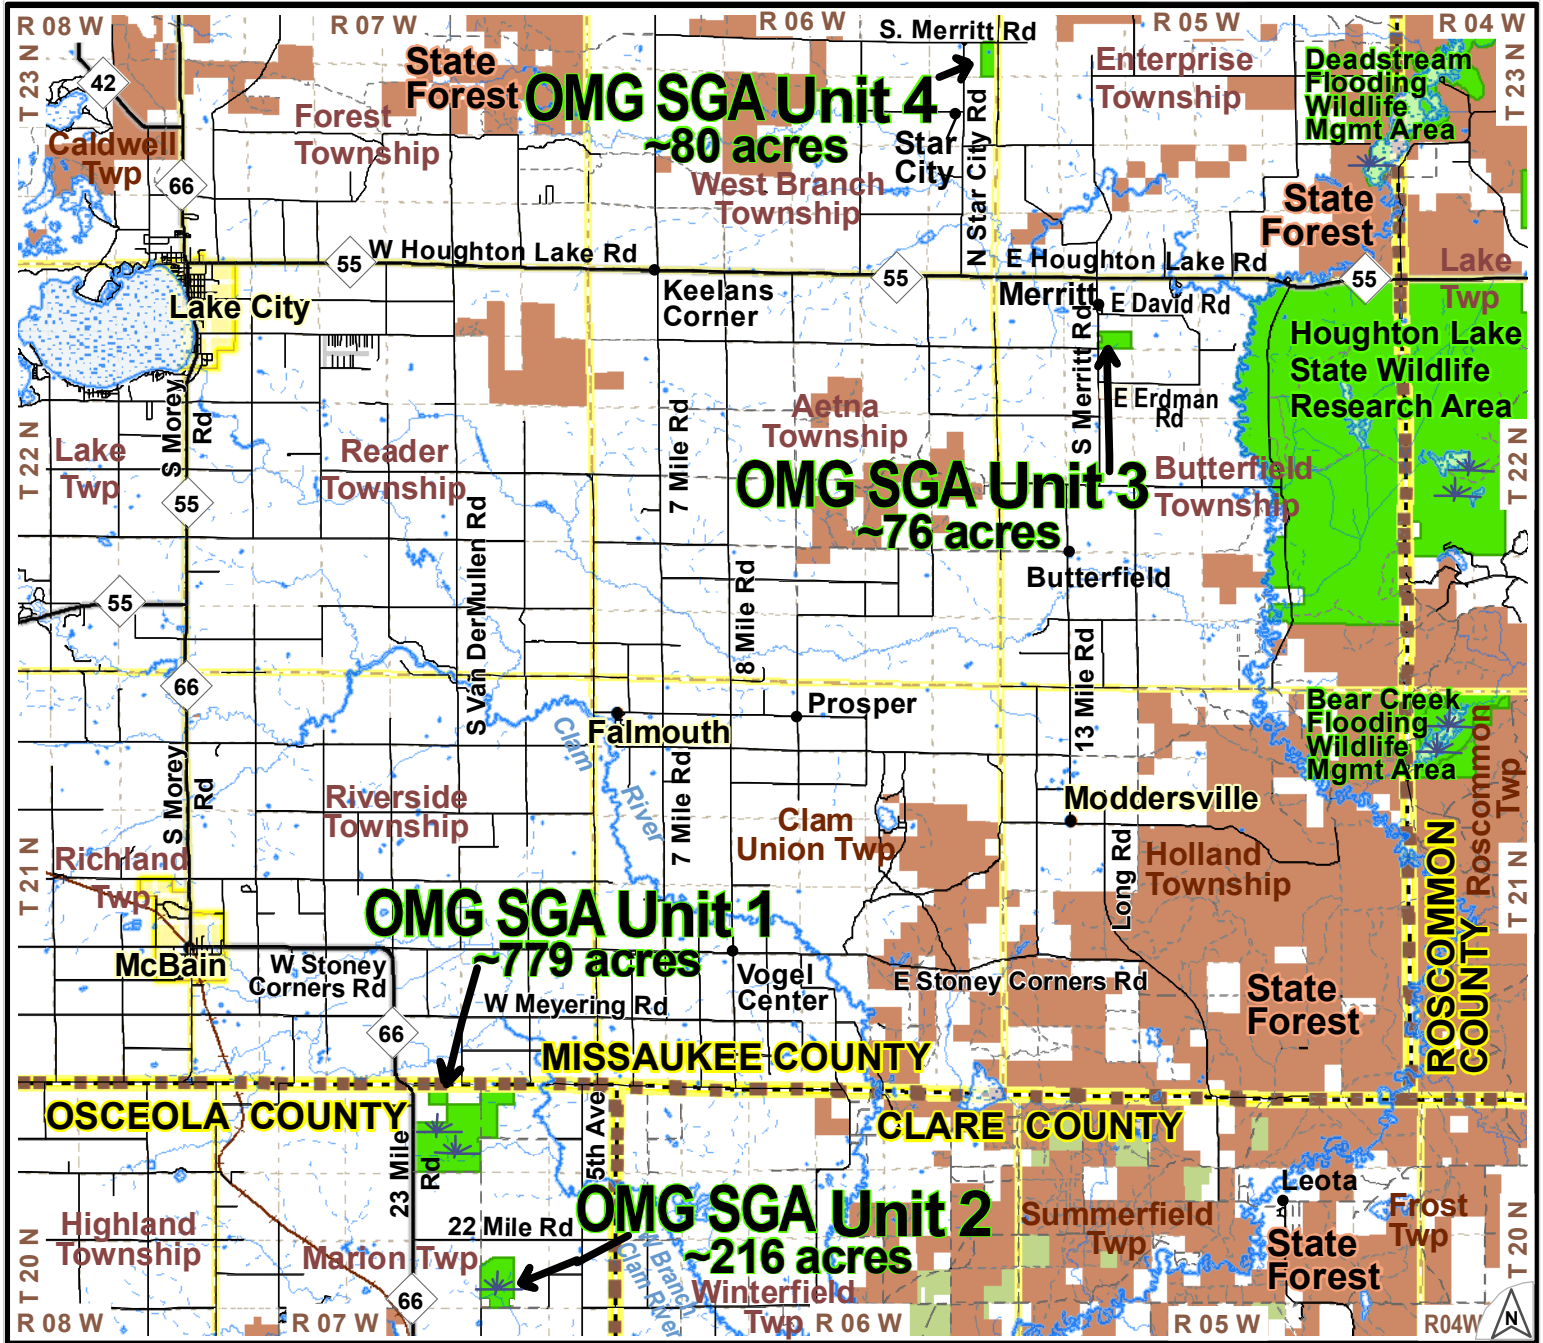 R 08 W
R 07 W
R 06 W
R 05 W
R 04 W
T 23 N
T 23 N
S. Merritt Rd
State
Forest
Enterprise
Township
Deadstream
Flooding
Wildlife
Mgmt Area
42
OMG SGA Unit 4
~80 acres
Forest
Township
Caldwell
Twp
Star
City
N Star City Rd
66
West Branch
Township
State
Forest
W Houghton Lake Rd
55
55
E Houghton Lake Rd
55
Lake
Twp
Lake City
Keelans
Corner
Merritt
E David Rd
Houghton Lake
State Wildlife
Research Area
S Merritt Rd
S Morey
Rd
7 Mile Rd
Aetna
Township
E Erdman
Rd
T 22 N
T 22 N
Lake
Twp
Reader
Township
OMG SGA Unit 3
~76 acres
Butterfield
Township
55
S Van DerMullen Rd
8 Mile Rd
Butterfield
55
13 Mile Rd
66
Prosper
Falmouth
Clam
River
Bear Creek
Flooding
Wildlife
Mgmt Area
Roscommon
Twp
S Morey
Rd
7 Mile Rd
Riverside
Township
Clam
Union Twp
Moddersville
Long Rd
Holland
Township
ROSCOMMON
COUNTY
T 21 N
T 21 N
Richland
Twp
OMG SGA Unit 1
~779 acres
McBain
W Stoney
Corners Rd
Vogel
Center
E Stoney Corners Rd
State
Forest
W Meyering Rd
66
MISSAUKEE COUNTY
OSCEOLA COUNTY
CLARE COUNTY
23 Mile
Rd
5th Ave
Leota
OMG SGA Unit 2
~216 acres
22 Mile Rd
Highland
Township
Marion Twp
Summerfield
Twp
Frost
Twp
State
Forest
W Branch
Clam River
Winterfield
Twp
66
T 20 N
T 20 N
R 08 W
R 07 W
R 06 W
R 05 W
R04W
N